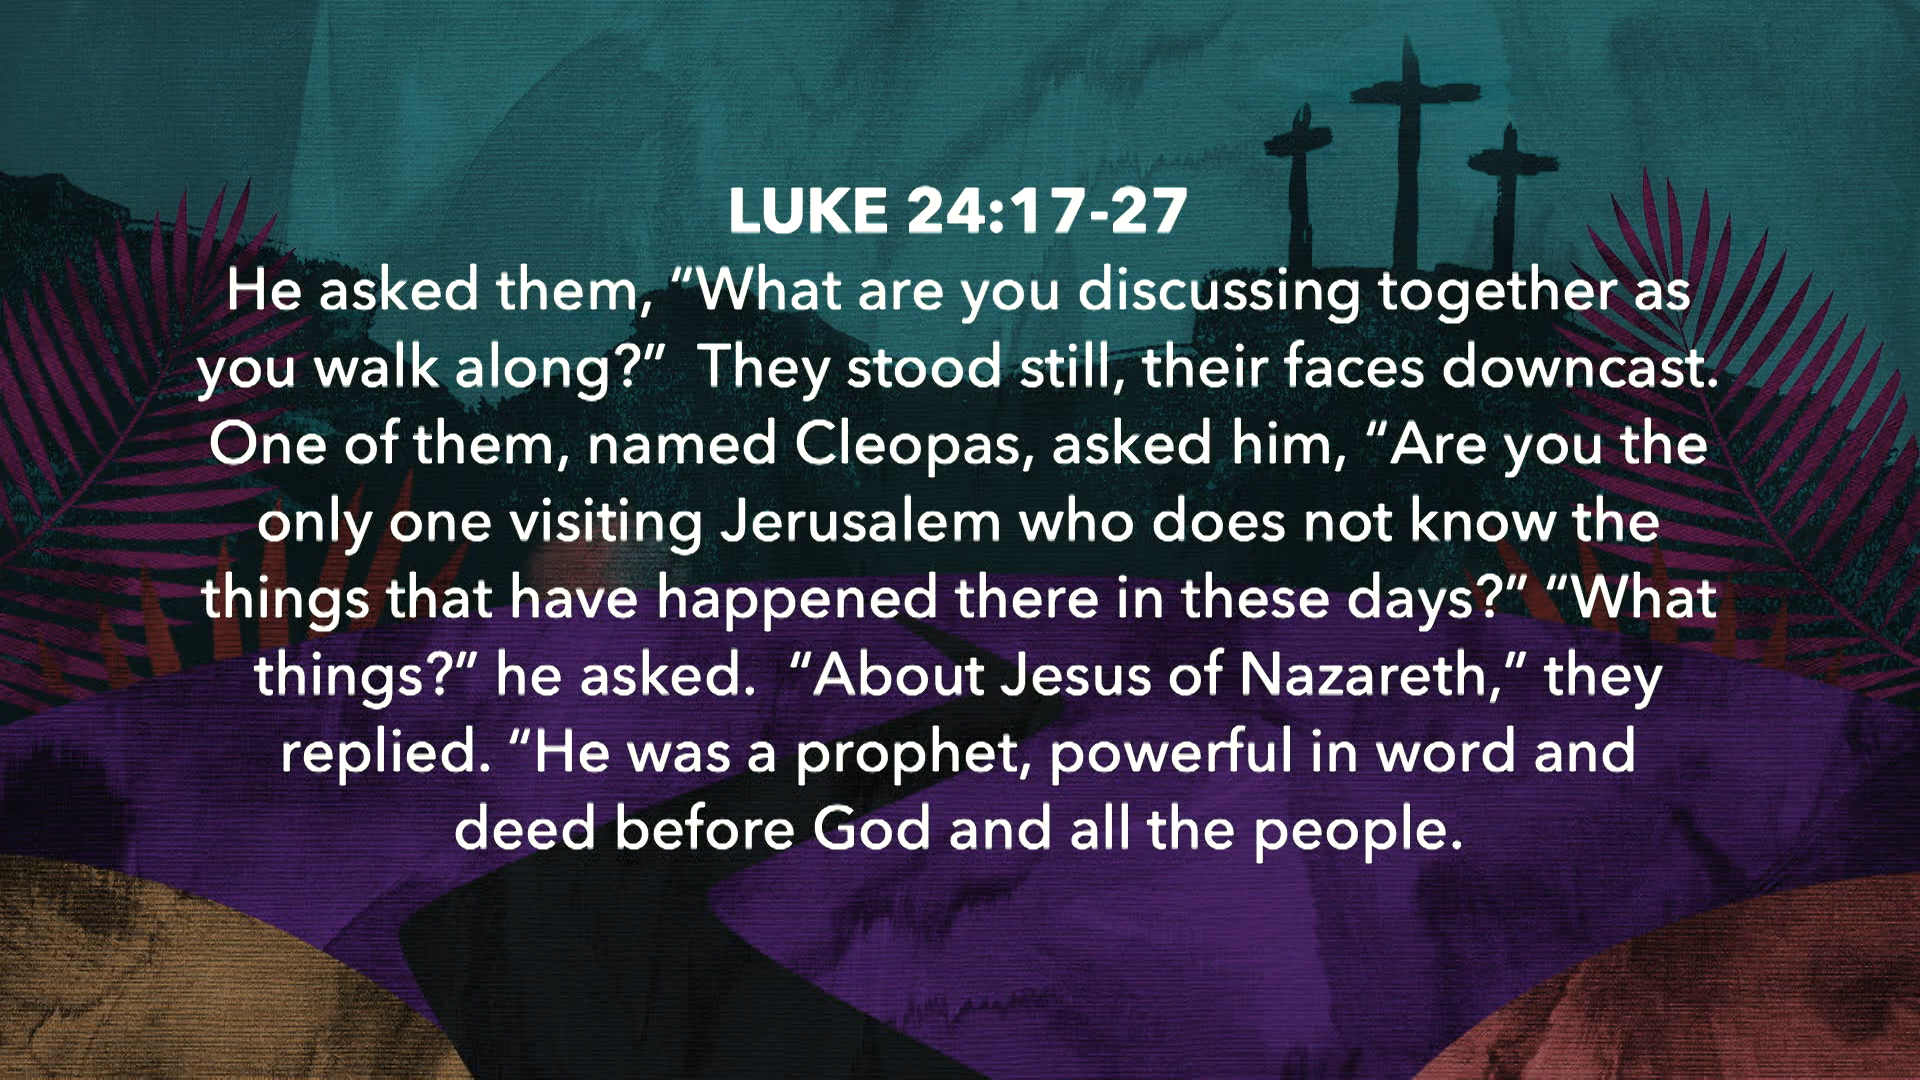 LUKE 24:17-27
He asked them, “What are you discussing together as
you walk along?”  They stood still, their faces downcast.
One of them, named Cleopas, asked him, “Are you the
only one visiting Jerusalem who does not know the
things that have happened there in these days?” “What
things?” he asked.  “About Jesus of Nazareth,” they
replied. “He was a prophet, powerful in word and
deed before God and all the people.